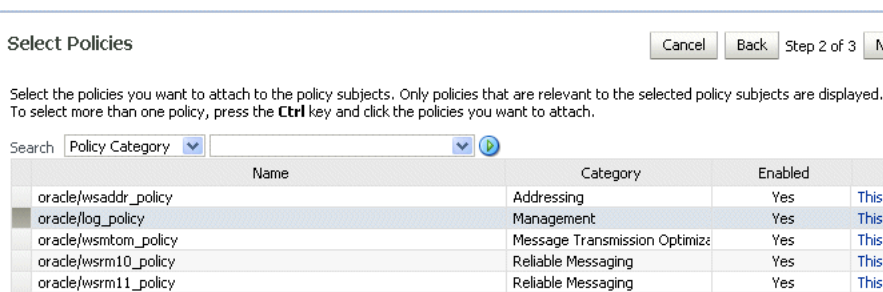 Select Policies Cancel Back Step 2 of 3
Select the policies you want to attach to the policy subjects. Only policies that are relevant to the selected policy subjects are displayed.
To select more than one policy, press the Ctrl key and click the policies you want to attach.
Search Policy Category
Name Category Enabled
oracle/wsaddr_policy Addressing Yes This
oracle/log_policy Management Yes This
oracle/wsmtom_policy Message Transmission Optimiza Yes This
oracle/wsrm10_policy Reliable Messaging Yes This
oracle/wsrm11_policy Reliable Messaging Yes This